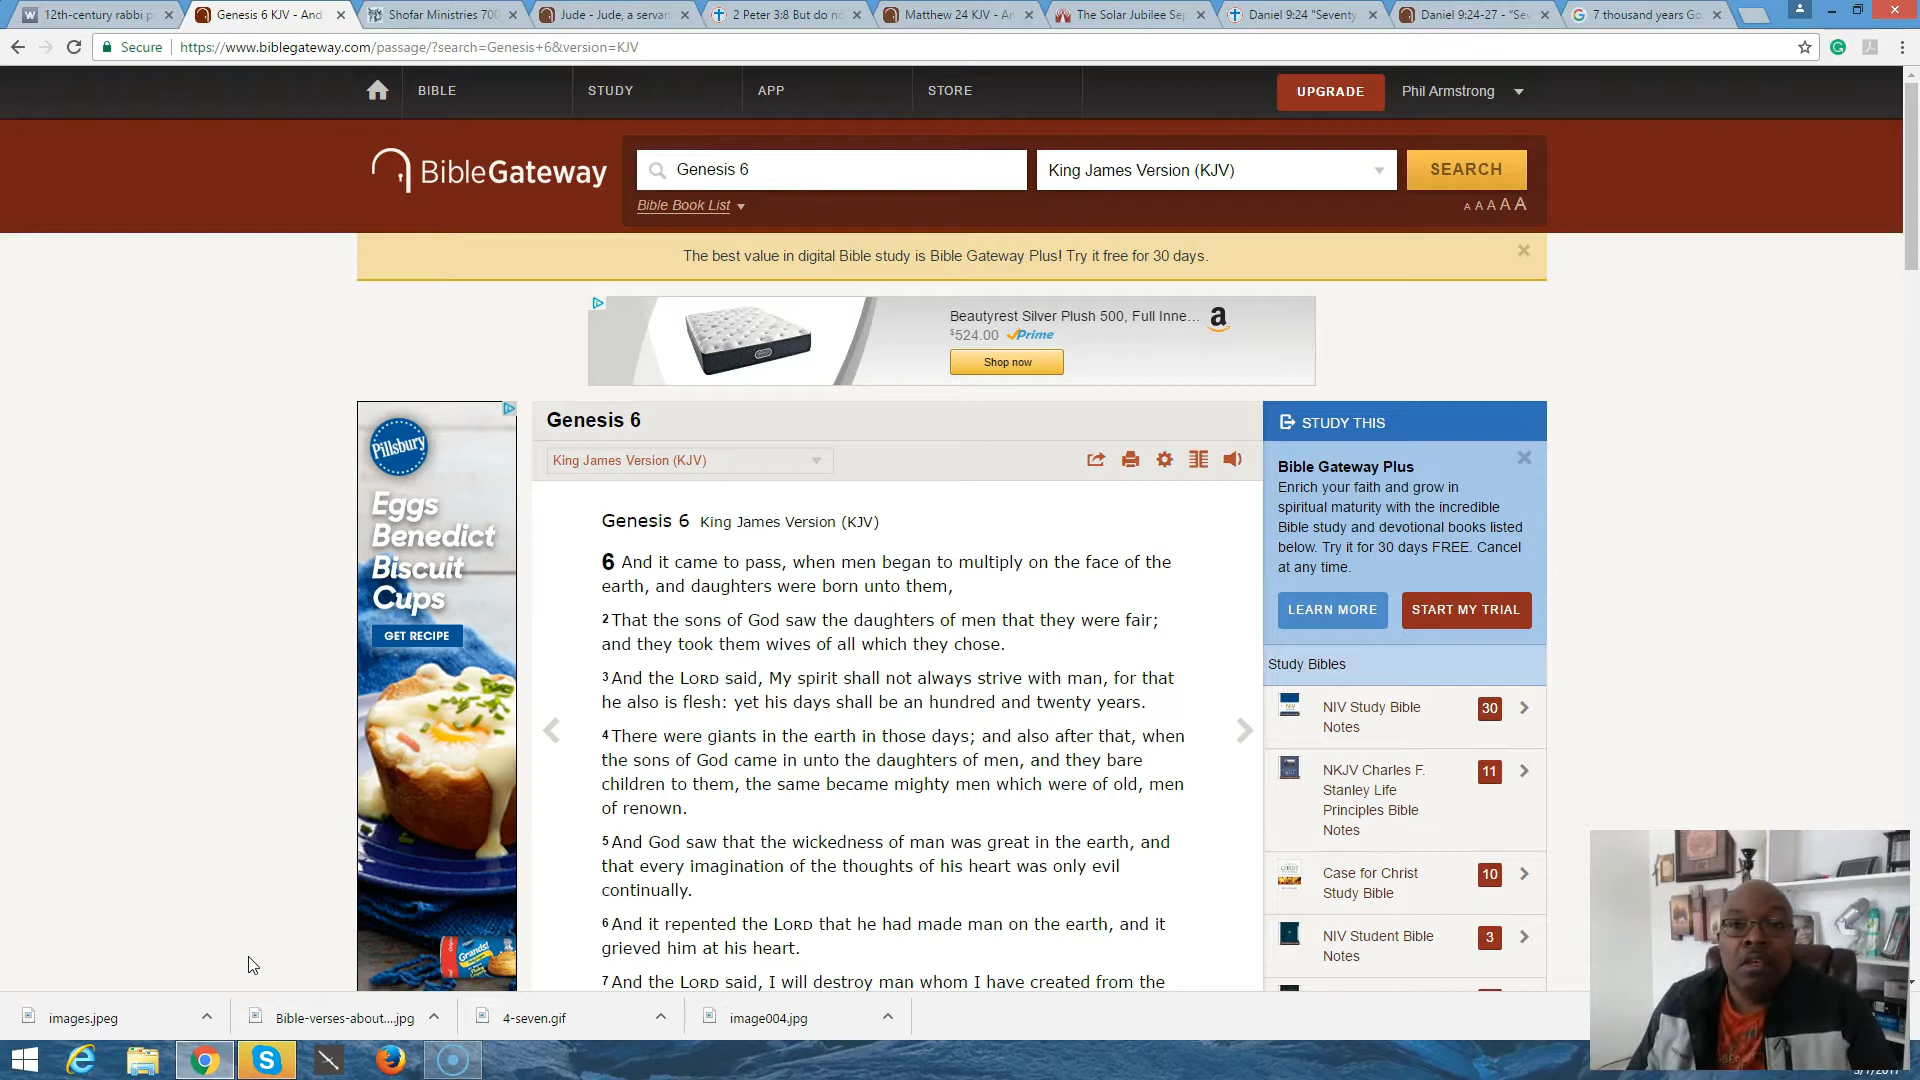 12th-century rabbi p
Genesis 6 KJV - And
Shofar Ministries 700
Jude - Jude, a servan
2 Peter 3:8 But do no
Matthew 24 KJV - An
The Solar Jubilee Sep
Daniel 9:24 "Seventy
Daniel 9:24-27 - "Sev
7 thousand years Go
Secure
https://www.biblegateway.com/passage/?search=Genesis+6&version=KJV
BIBLE
STUDY
APP
STORE
UPGRADE
Phil Armstrong
BibleGateway
Genesis 6
King James Version (KJV)
SEARCH
Bible Book List
A A A A A
The best value in digital Bible study is Bible Gateway Plus! Try it free for 30 days.
Beautyrest Silver Plush 500, Full Inne...
$524.00 Prime
Shop now
Pillsbury
Eggs
Benedict
Biscuit
Cups
GET RECIPE
Grands!
Genesis 6
King James Version (KJV)
Genesis 6 King James Version (KJV)
6 And it came to pass, when men began to multiply on the face of the
earth, and daughters were born unto them,
2 That the sons of God saw the daughters of men that they were fair;
and they took them wives of all which they chose.
3 And the LORD said, My spirit shall not always strive with man, for that
he also is flesh: yet his days shall be an hundred and twenty years.
4 There were giants in the earth in those days; and also after that, when
the sons of God came in unto the daughters of men, and they bare
children to them, the same became mighty men which were of old, men
of renown.
5 And God saw that the wickedness of man was great in the earth, and
that every imagination of the thoughts of his heart was only evil
continually.
6 And it repented the LORD that he had made man on the earth, and it
grieved him at his heart.
7 And the LORD said, I will destroy man whom I have created from the
STUDY THIS
Bible Gateway Plus
Enrich your faith and grow in
spiritual maturity with the incredible
Bible study and devotional books listed
below. Try it for 30 days FREE. Cancel
at any time.
LEARN MORE
START MY TRIAL
Study Bibles
NIV Study Bible
Notes
30
NKJV Charles F.
Stanley Life
Principles Bible
Notes
11
Case for Christ
Study Bible
10
NIV Student Bible
Notes
3
images.jpeg
Bible-verses-about....jpg
4-seven.gif
image004.jpg